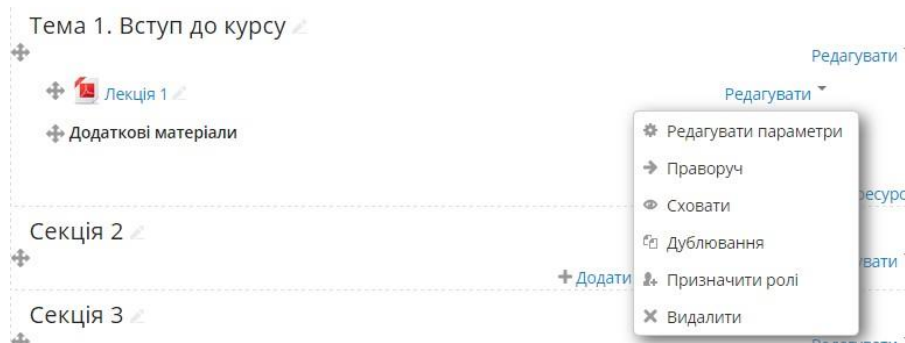 Тема 1. Вступ до курсу
Редагувати
Лекція 1
Редагувати
Додаткові матеріали
Редагувати параметри
Праворуч
Сховати
Дублювання
Призначити ролі
Видалити
Секція 2
Додати
Секція 3